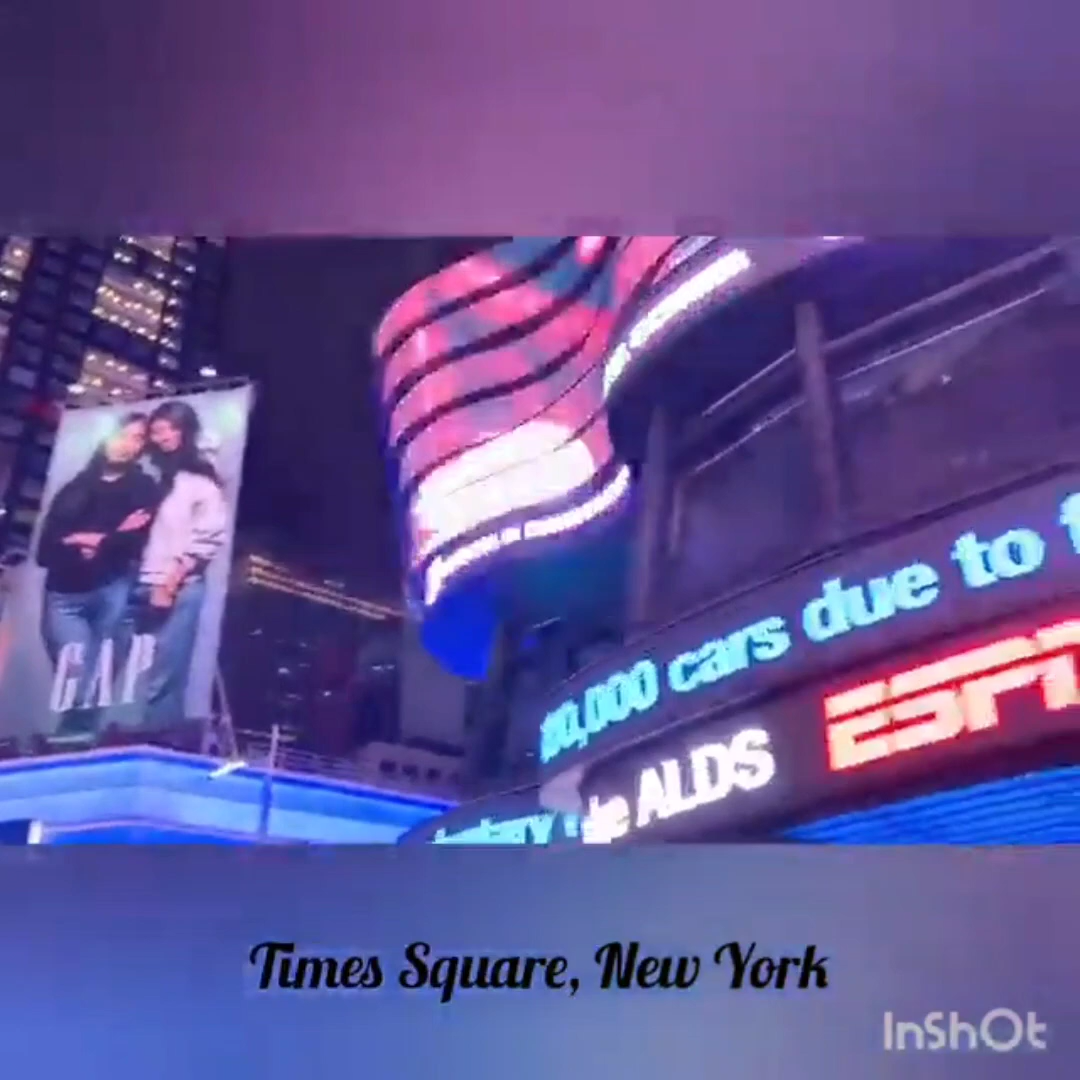 GAP
cars due to
ESPN
ALDS
Times Square, New York
InShOt